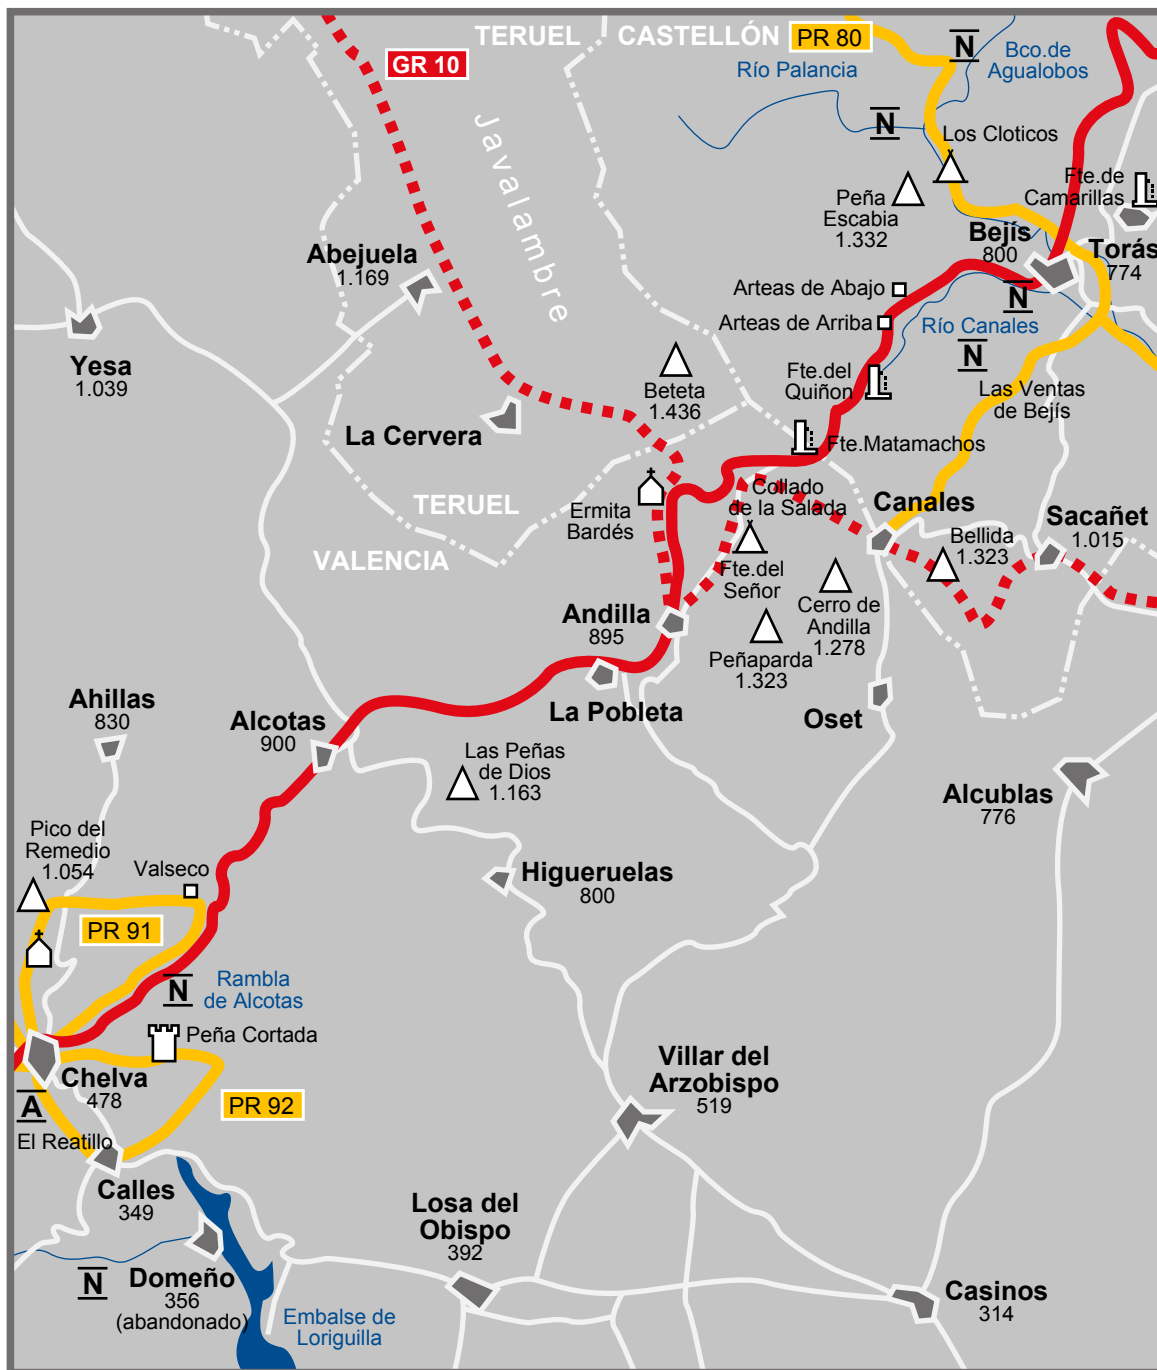 TERUEL
CASTELLÓN
PR 80
N
Bco.de
Agualobos
GR 10
Río Palancia
Javalambre
N
Los Cloticos
Peña
Escabia
1.332
Fte.de
Camarillas
Bejís
800
Torás
774
Abejuela
1.169
Arteas de Abajo
N
Arteas de Arriba
Río Canales
N
Yesa
1.039
Beteta
1.436
Fte.del
Quiñon
Las Ventas
de Bejís
La Cervera
Fte.Matamachos
TERUEL
Ermita
Bardés
Collado
de la Salada
Canales
Sacañet
1.015
Bellida
1.323
VALENCIA
Fte.del
Señor
Andilla
895
Cerro de
Andilla
1.278
Peñaparda
1.323
Ahillas
830
Alcotas
900
La Pobleta
Oset
Las Peñas
de Dios
1.163
Alcublas
776
Pico del
Remedio
1.054
Valseco
Higueruelas
800
PR 91
N
Rambla
de Alcotas
Peña Cortada
Chelva
478
Villar del
Arzobispo
519
A
PR 92
El Reatillo
Calles
349
Losa del
Obispo
392
N
Domeño
356
(abandonado)
Embalse de
Loriguilla
Casinos
314